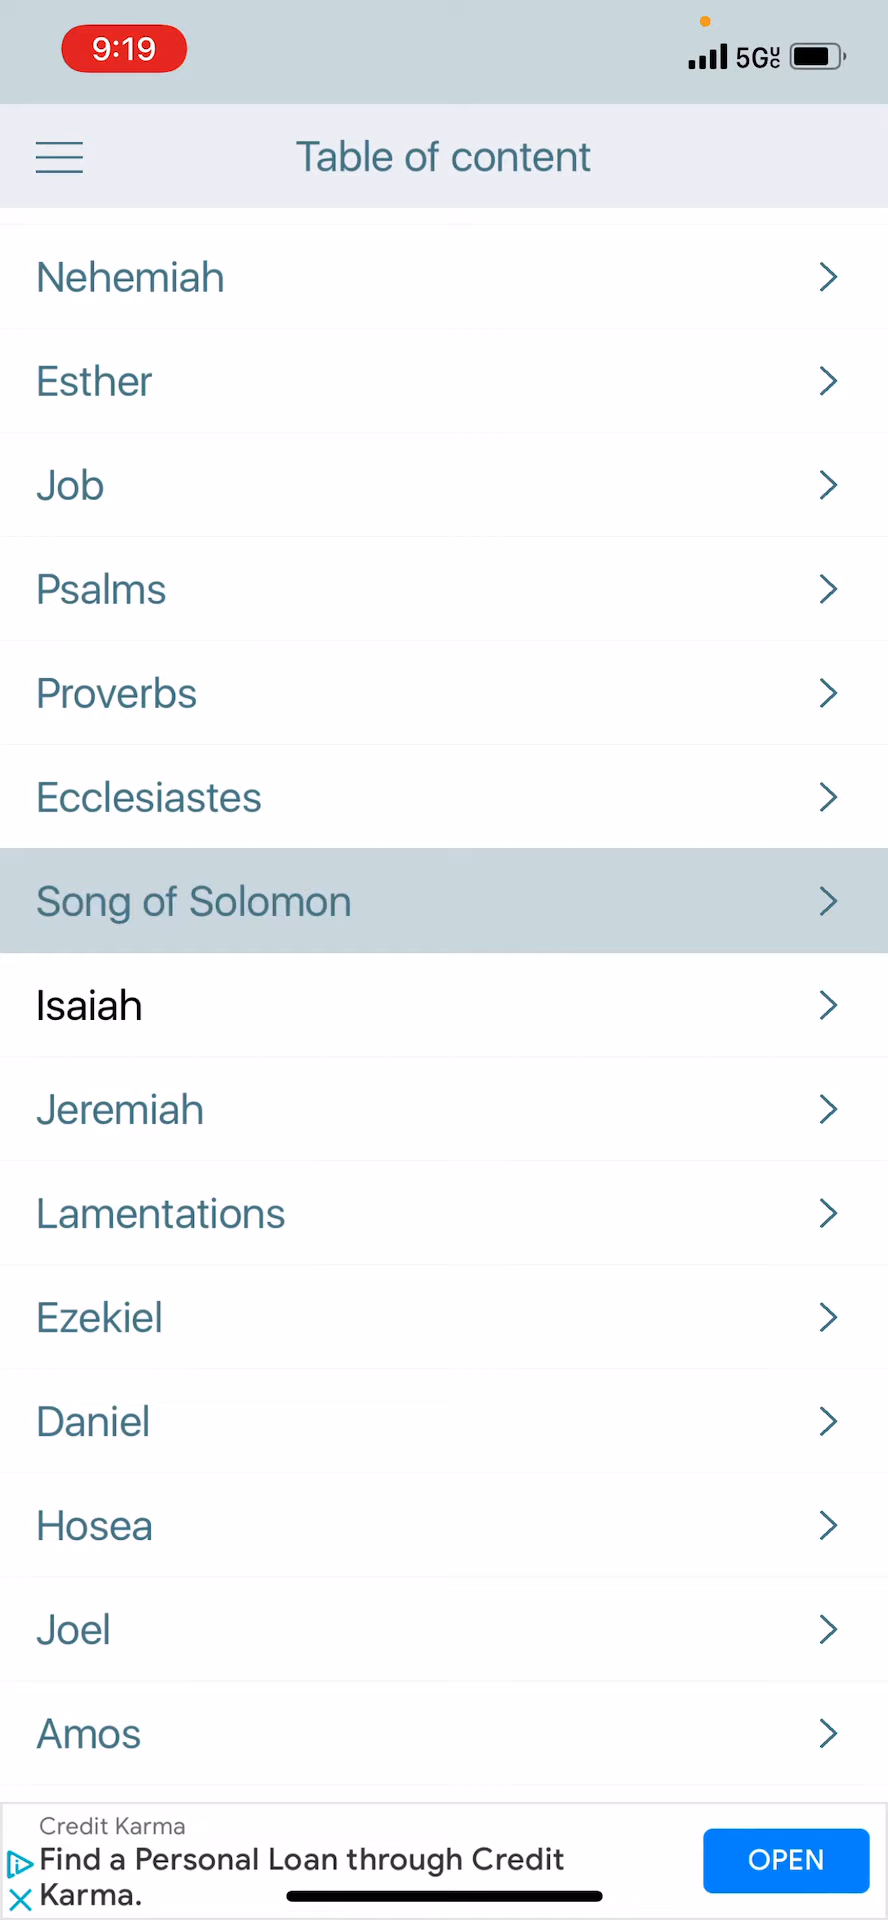 9:19
5GUC
Table of content
Nehemiah
Esther
Job
Psalms
Proverbs
Ecclesiastes
Song of Solomon
Isaiah
Jeremiah
Lamentations
Ezekiel
Daniel
Hosea
Joel
Amos
Credit Karma
Find a Personal Loan through Credit
Karma.
OPEN